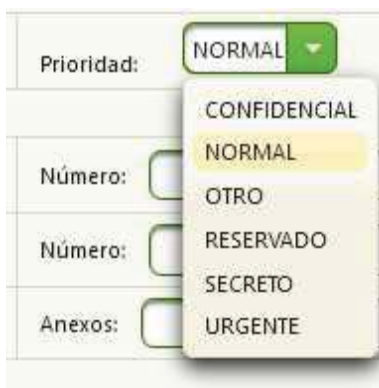 Prioridad: NORMAL
CONFIDENCIAL
NORMAL
Número:
OTRO
RESERVADO
Número:
SECRETO
Anexos:
URGENTE